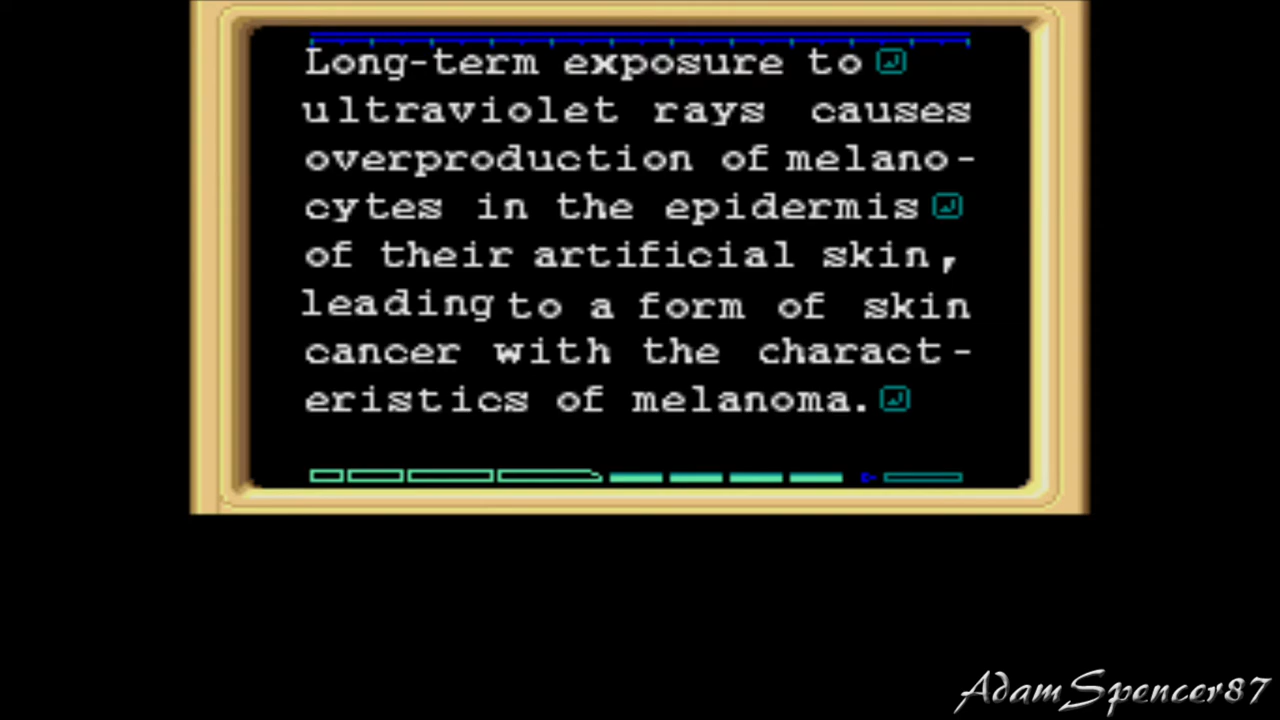 Long-term exposure to
ultraviolet rays causes
overproduction of melano-
cytes in the epidermis
of their artificial skin,
leading to a form of skin
cancer with the charact-
eristics of melanoma.
AdamSpencer87